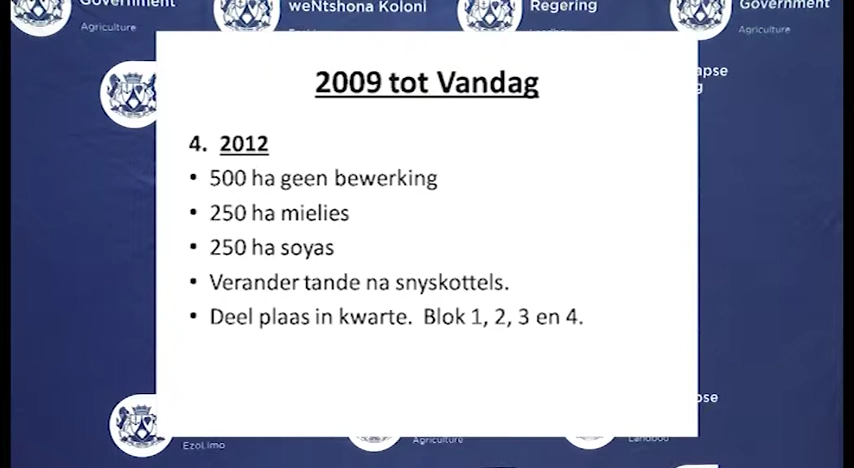 Government
Agriculture
weNtshona Koloni
Regering
Government
Agriculture
2009 tot Vandag
4. 2012
• 500 ha geen bewerking
• 250 ha mielies
• 250 ha soyas
• Verander tande na snyskottels.
• Deel plaas in kwarte. Blok 1, 2, 3 en 4.
EzoLimo
Agriculture
Landbou